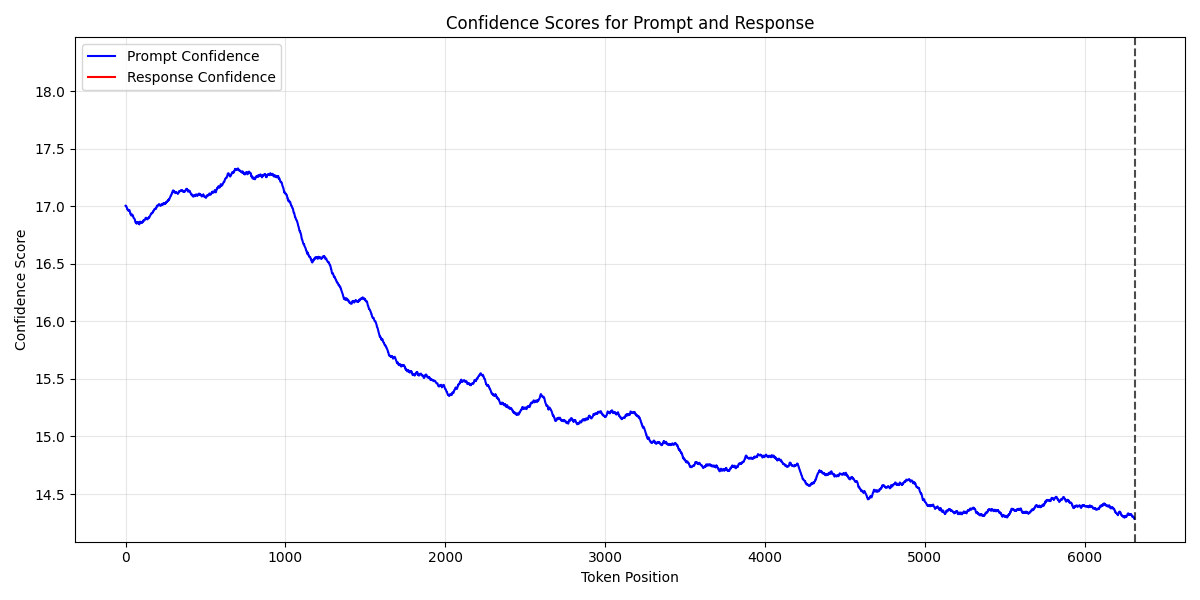 Confidence Scores for Prompt and Response
Prompt Confidence
Response Confidence
Confidence Score
18.0
17.5
17.0
16.5
16.0
15.5
15.0
14.5
0 1000 2000 3000 4000 5000 6000
Token Position